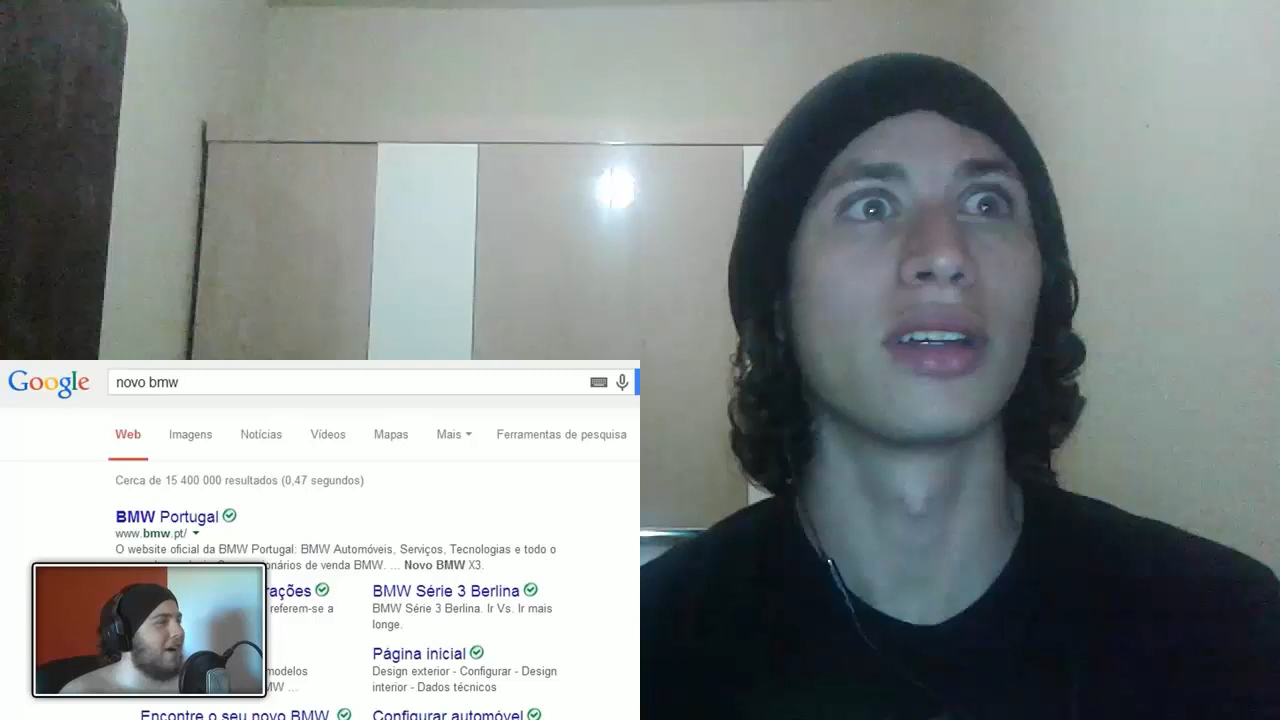 Google
novo bmw
Web Imagens Notícias Vídeos Mapas Mais Ferramentas de pesquisa
Cerca de 15 400 000 resultados (0,47 segundos)
BMW Portugal
www.bmw.pt/
O website oficial da BMW Portugal: BMW Automóveis, Serviços, Tecnologias e todo o
onários de venda BMW. ... Novo BMW X3.
rações
referem-se a
BMW Série 3 Berlina
BMW Série 3 Berlina. Ir Vs. Ir mais
longe.
modelos
MW ...
Página inicial
Design exterior - Configurar - Design
interior - Dados técnicos
Encontre o seu novo BMW
Configurar automóvel